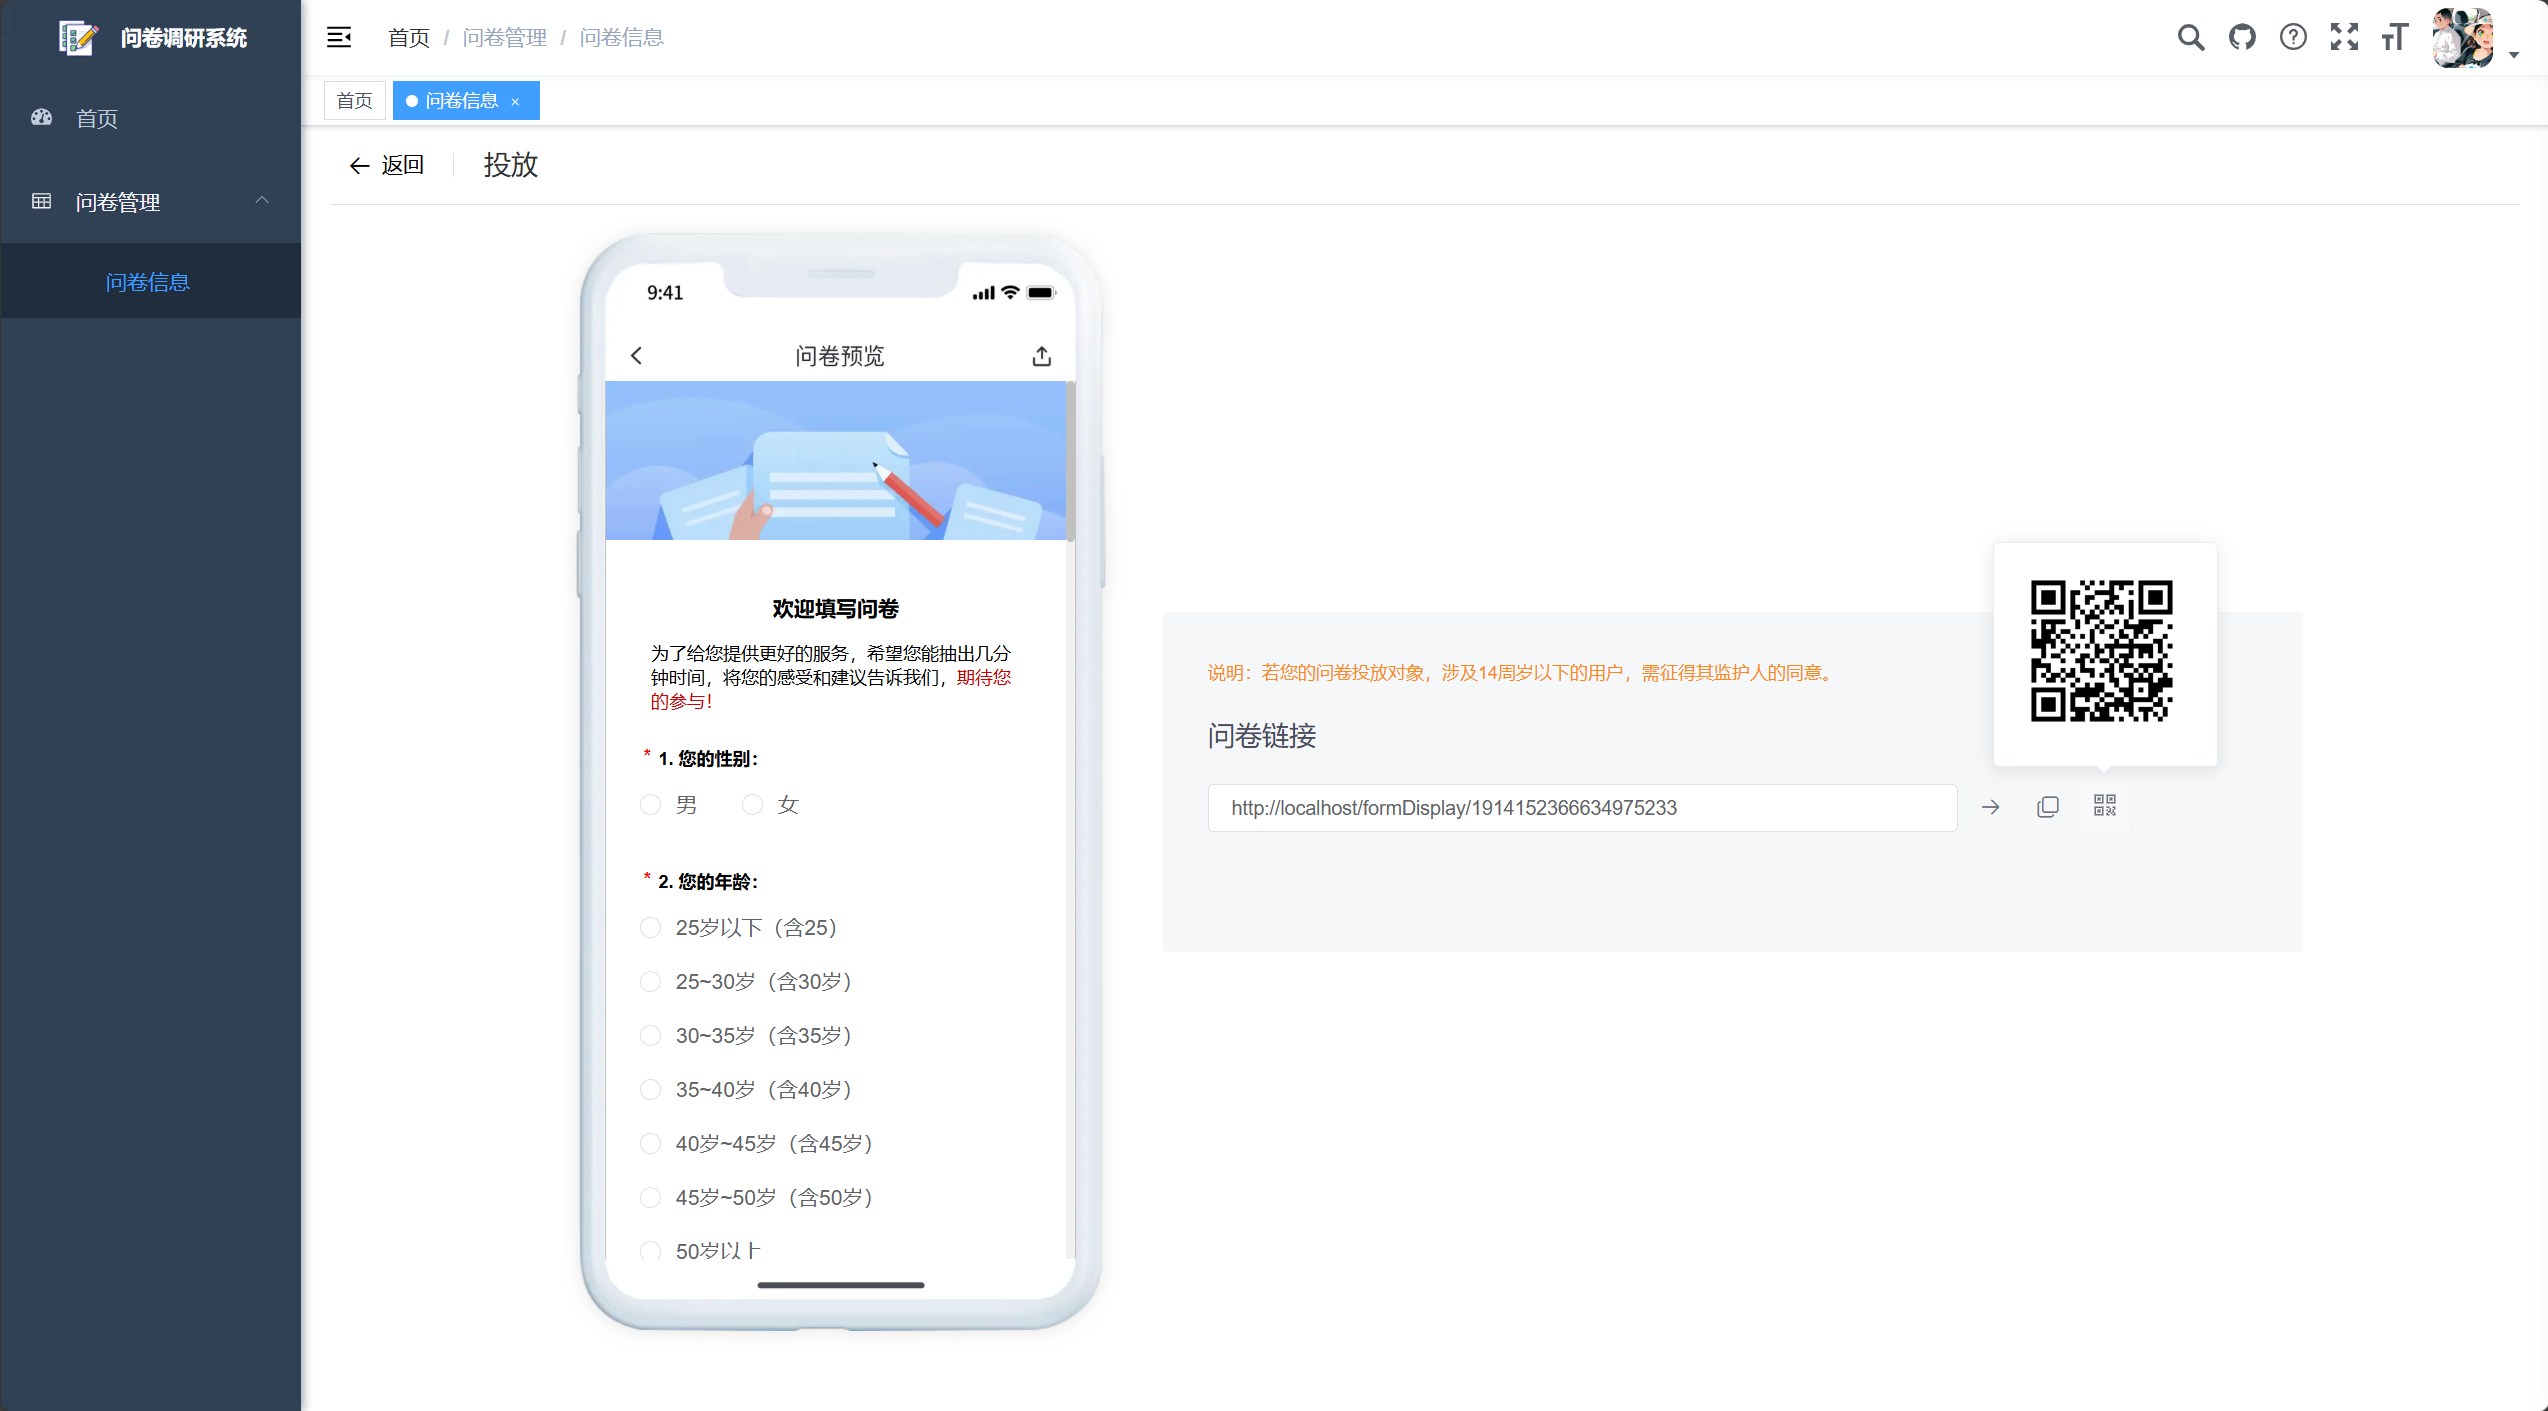 问卷调研系统
首页
问卷管理
问卷信息
首页 / 问卷管理 / 问卷信息
首页
问卷信息 ×
返回
投放
9:41
问卷预览
欢迎填写问卷
为了给您提供更好的服务，希望您能抽出几分
钟时间，将您的感受和建议告诉我们，期待您
的参与！
* 1. 您的性别：
男 女
* 2. 您的年龄：
25岁以下（含25）
25~30岁（含30岁）
30~35岁（含35岁）
35~40岁（含40岁）
40岁~45岁（含45岁）
45岁~50岁（含50岁）
50岁以上
说明：若您的问卷投放对象，涉及14周岁以下的用户，需征得其监护人的同意。
问卷链接
http://localhost/formDisplay/1914152366634975233